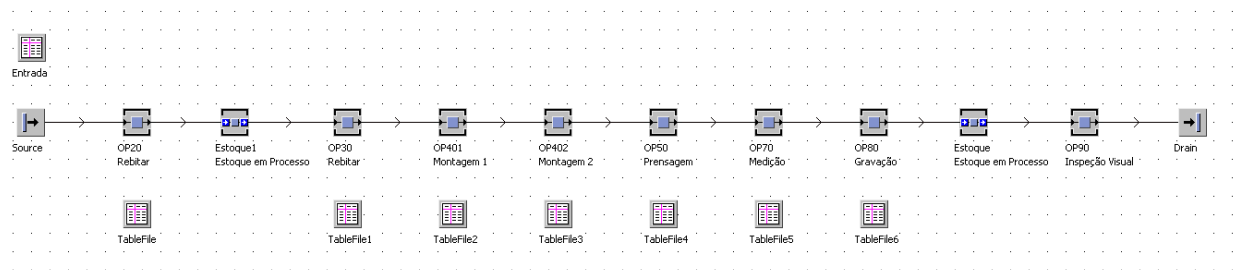 Entrada
Source
OP20
Rebitar
Estoque1
Estoque em Processo
OP30
Rebitar
OP401
Montagem 1
OP402
Montagem 2
OP50
Prensagem
OP70
Medição
OP80
Gravação
Estoque
Estoque em Processo
OP90
Inspeção Visual
Drain
TableFile
TableFile1
TableFile2
TableFile3
TableFile4
TableFile5
TableFile6